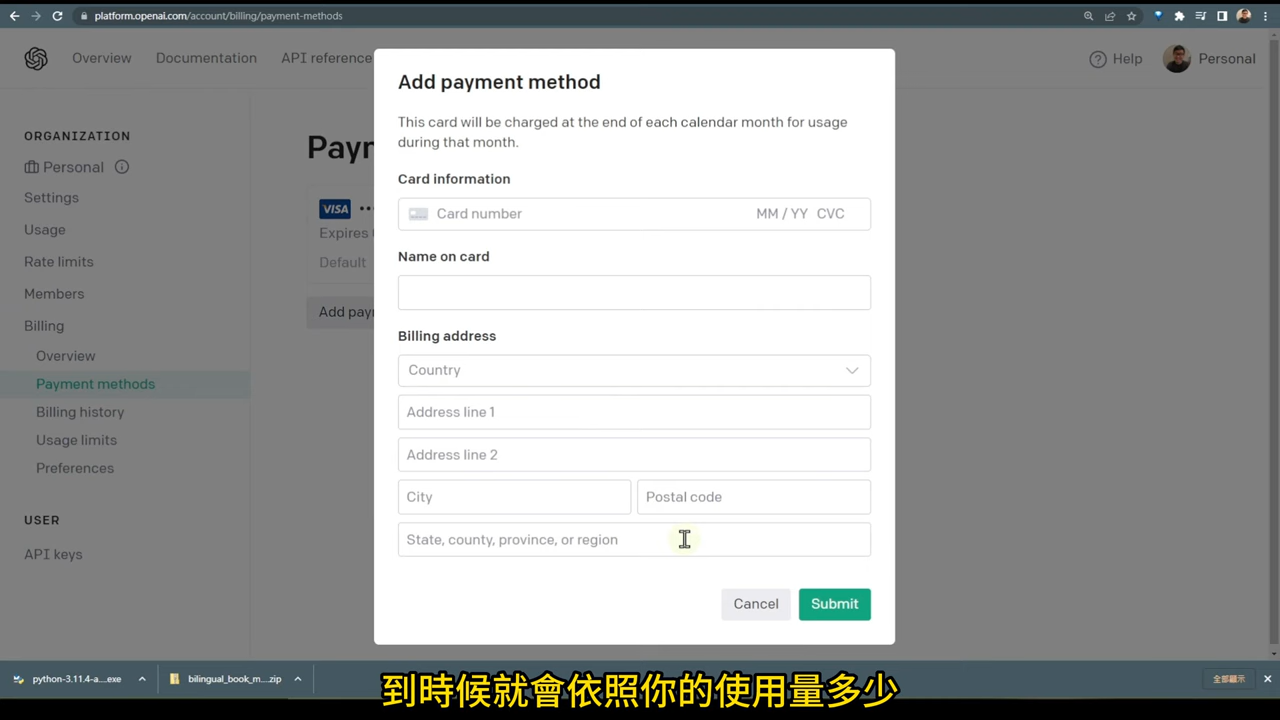 platform.openai.com/account/billing/payment-methods
Overview
Documentation
API reference
Help
Personal
ORGANIZATION
Personal
Settings
Usage
Rate limits
Members
Billing
Overview
Payment methods
Billing history
Usage limits
Preferences
USER
API keys
VISA
Expires
Default
Add payment method
This card will be charged at the end of each calendar month for usage
during that month.
Card information
Card number MM / YY CVC
Name on card
Billing address
Country
Address line 1
Address line 2
City
Postal code
State, county, province, or region
Cancel
Submit
python-3.11.4-a....exe
bilingual_book_m....zip
全部顯示
到時候就會依照你的使用量多少